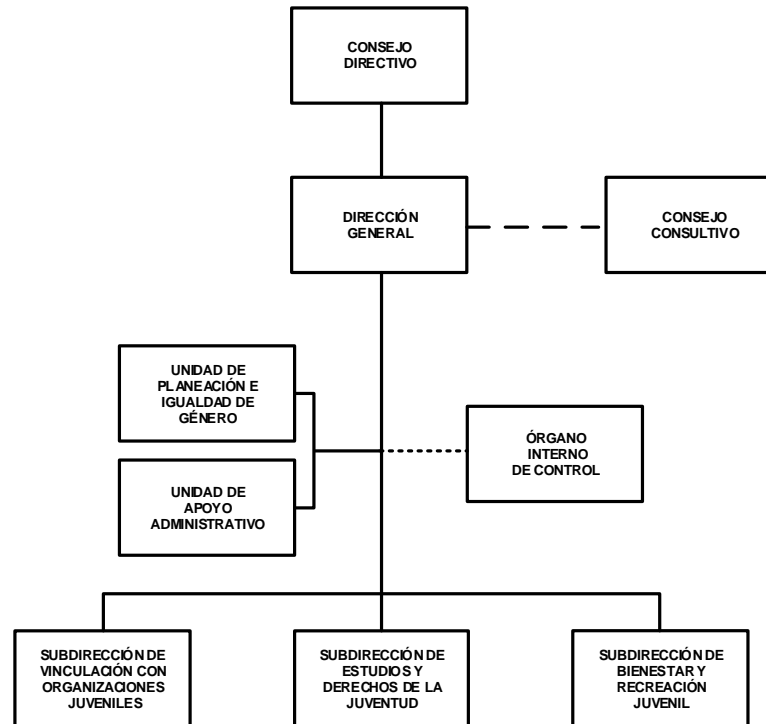 CONSEJO
DIRECTIVO
DIRECCIÓN
GENERAL
CONSEJO
CONSULTIVO
UNIDAD DE
PLANEACIÓN E
IGUALDAD DE
GÉNERO
ÓRGANO
INTERNO
DE CONTROL
UNIDAD DE
APOYO
ADMINISTRATIVO
SUBDIRECCIÓN DE
VINCULACIÓN CON
ORGANIZACIONES
JUVENILES
SUBDIRECCIÓN DE
ESTUDIOS Y
DERECHOS DE LA
JUVENTUD
SUBDIRECCIÓN DE
BIENESTAR Y
RECREACIÓN
JUVENIL